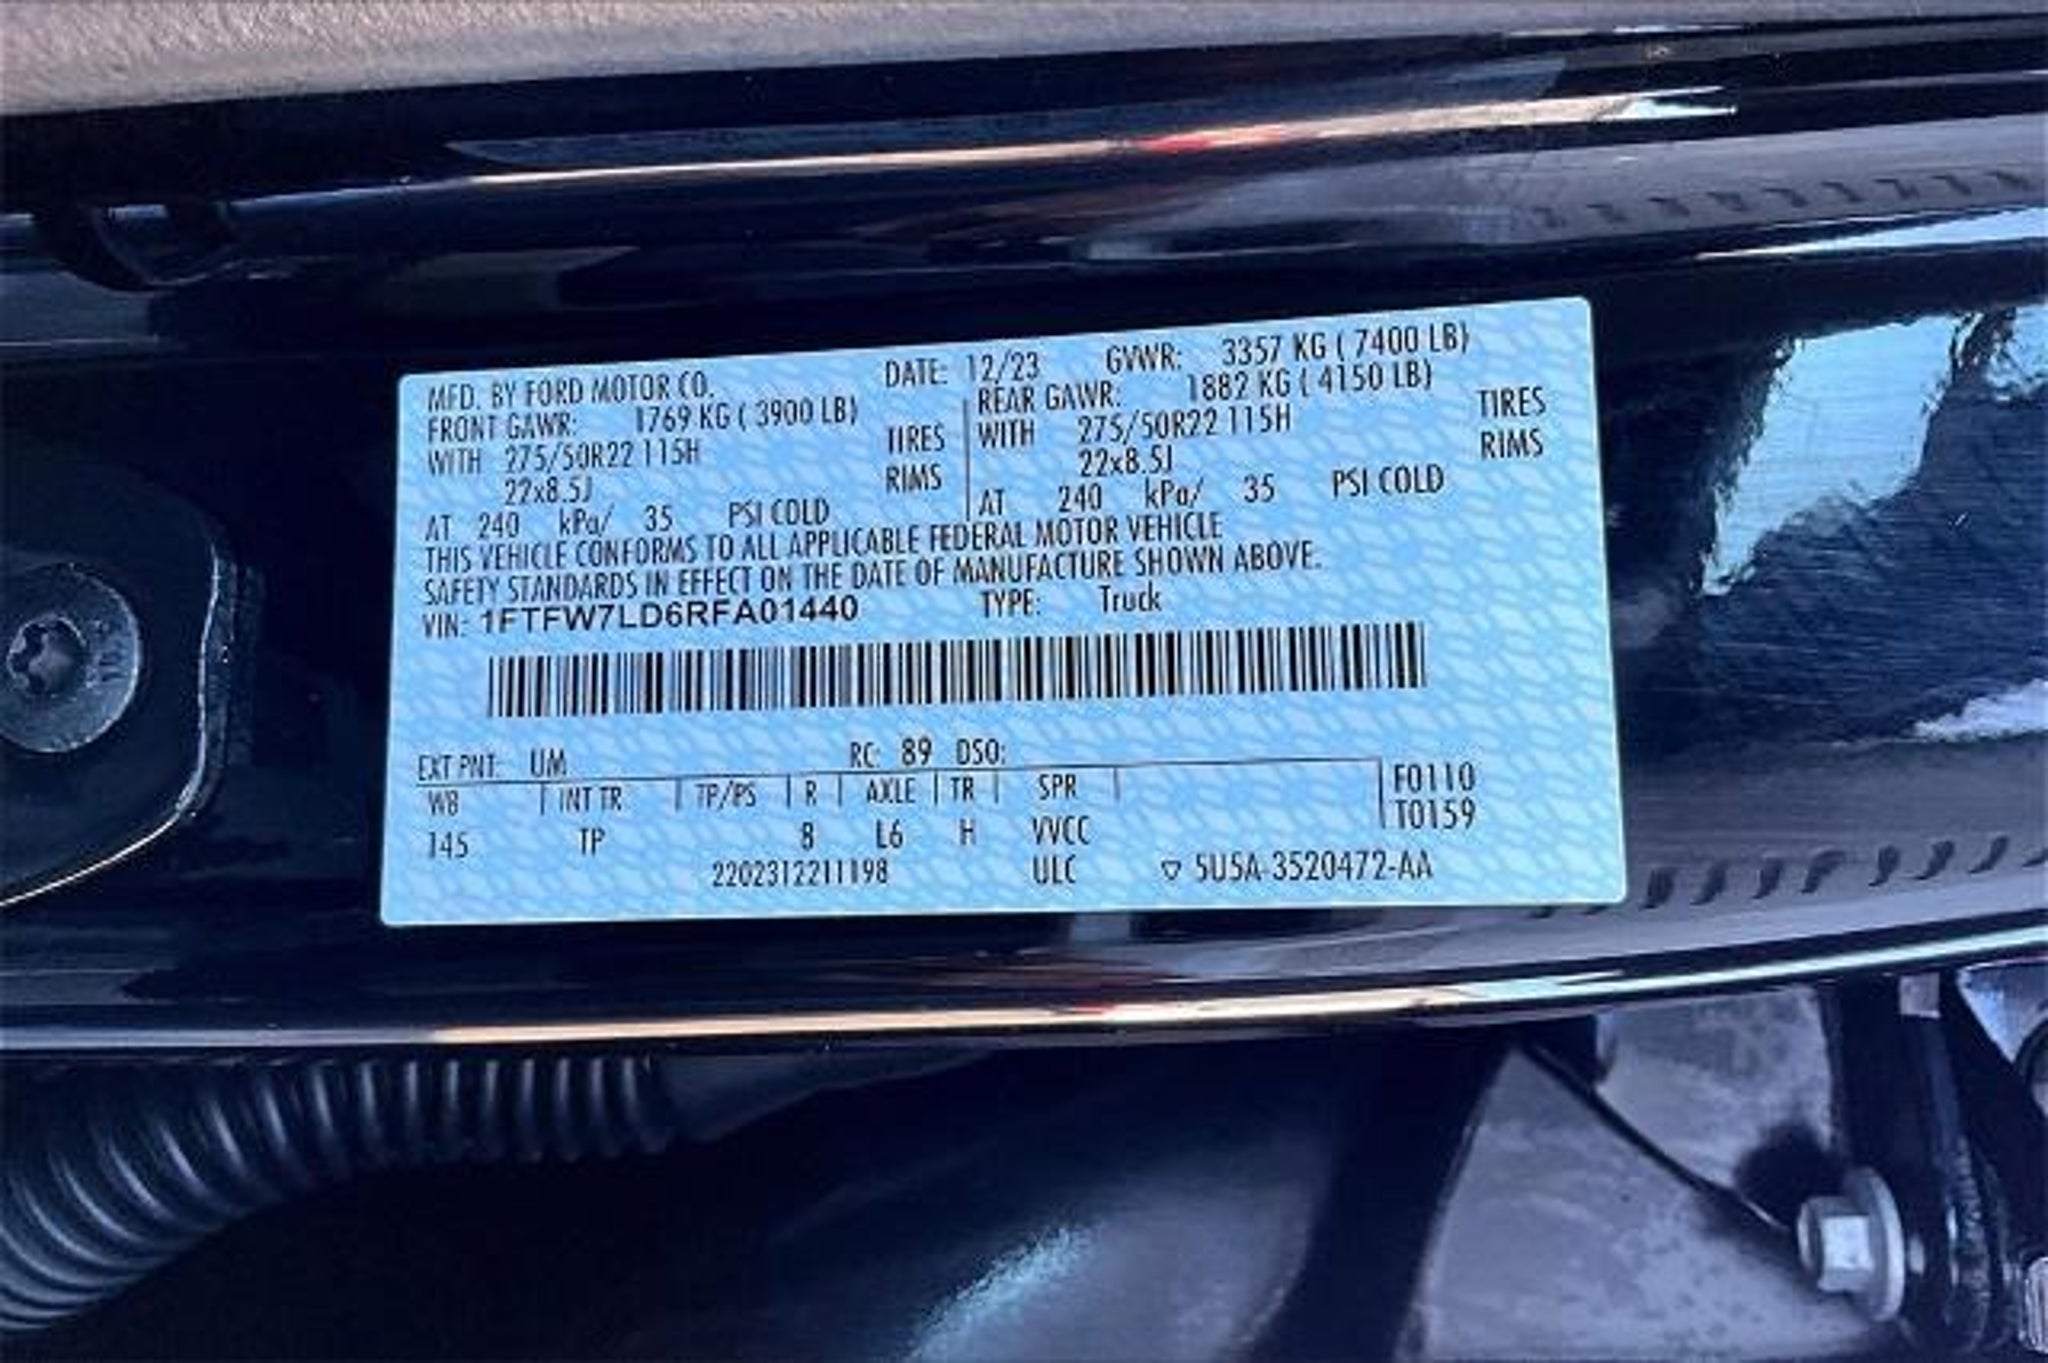 MFD. BY FORD MOTOR CO. DATE: 12/23 GVWR: 3357 KG ( 7400 LB)
FRONT GAWR: 1769 KG ( 3900 LB) REAR GAWR: 1882 KG ( 4150 LB)
WITH 275/50R22 115H TIRES WITH 275/50R22 115H TIRES
22x8.5J RIMS 22x8.5J RIMS
AT 240 kPa/ 35 PSI COLD AT 240 kPa/ 35 PSI COLD
THIS VEHICLE CONFORMS TO ALL APPLICABLE FEDERAL MOTOR VEHICLE
SAFETY STANDARDS IN EFFECT ON THE DATE OF MANUFACTURE SHOWN ABOVE.
VIN: 1FTFW7LD6RFA01440 TYPE: Truck
EXT PNT: UM RC: 89 DSO:
WB INT TR TP/PS R AXLE TR SPR F0110
T0159
145 TP 8 L6 H VVCC
2202312211198 ULC ▽ 5U5A-3520472-AA